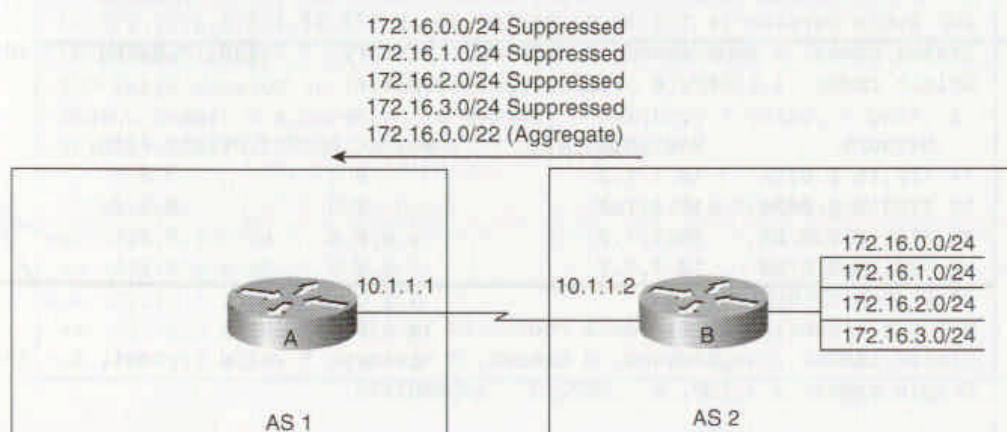 172.16.0.0/24 Suppressed
172.16.1.0/24 Suppressed
172.16.2.0/24 Suppressed
172.16.3.0/24 Suppressed
172.16.0.0/22 (Aggregate)
10.1.1.1
10.1.1.2
172.16.0.0/24
172.16.1.0/24
172.16.2.0/24
172.16.3.0/24
A
B
AS 1
AS 2